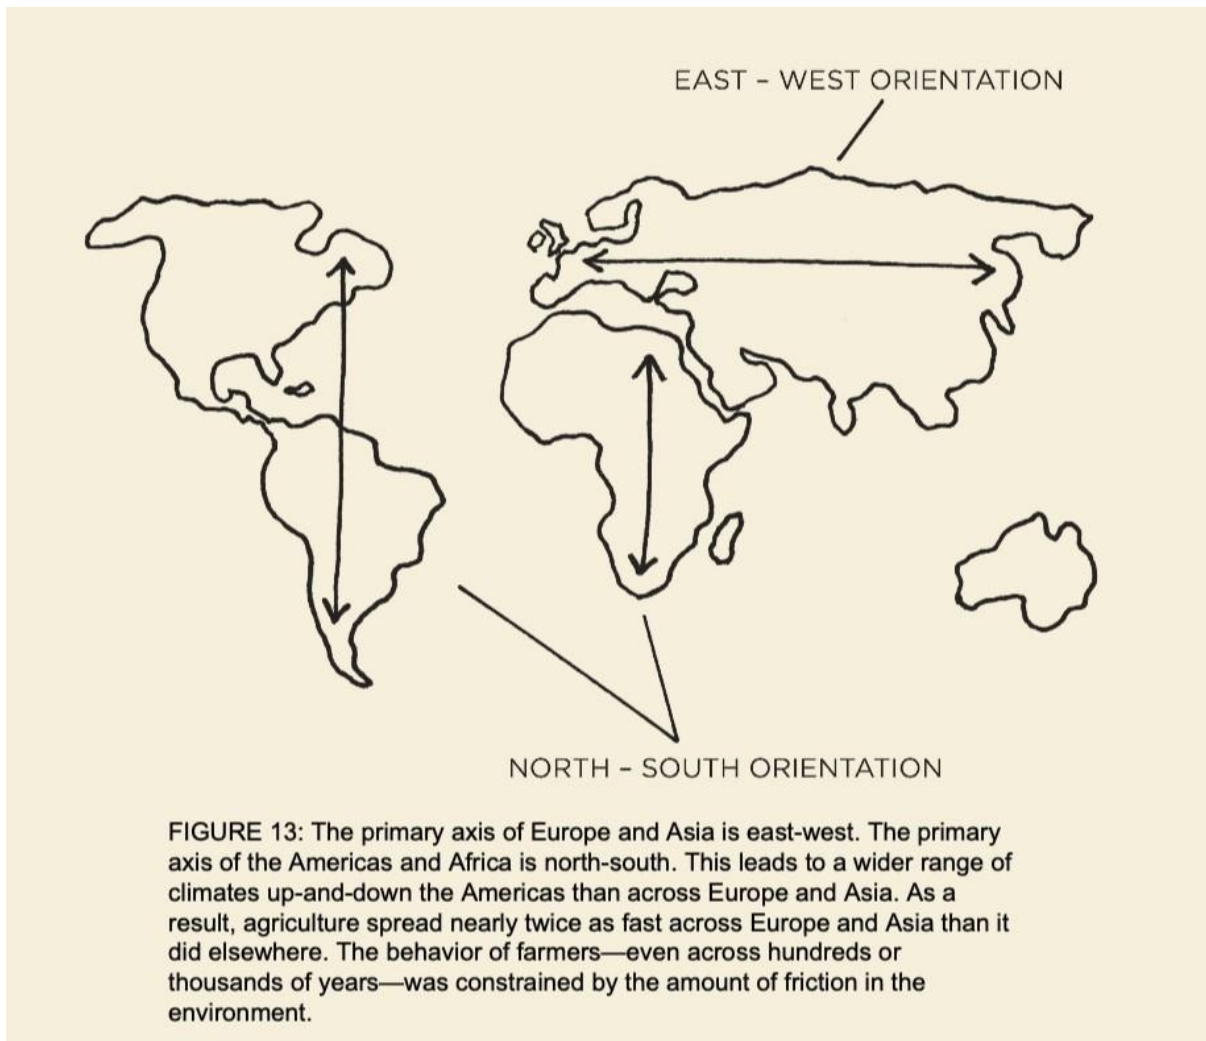 EAST – WEST ORIENTATION
NORTH – SOUTH ORIENTATION
FIGURE 13: The primary axis of Europe and Asia is east-west. The primary
axis of the Americas and Africa is north-south. This leads to a wider range of
climates up-and-down the Americas than across Europe and Asia. As a
result, agriculture spread nearly twice as fast across Europe and Asia than it
did elsewhere. The behavior of farmers—even across hundreds or
thousands of years—was constrained by the amount of friction in the
environment.